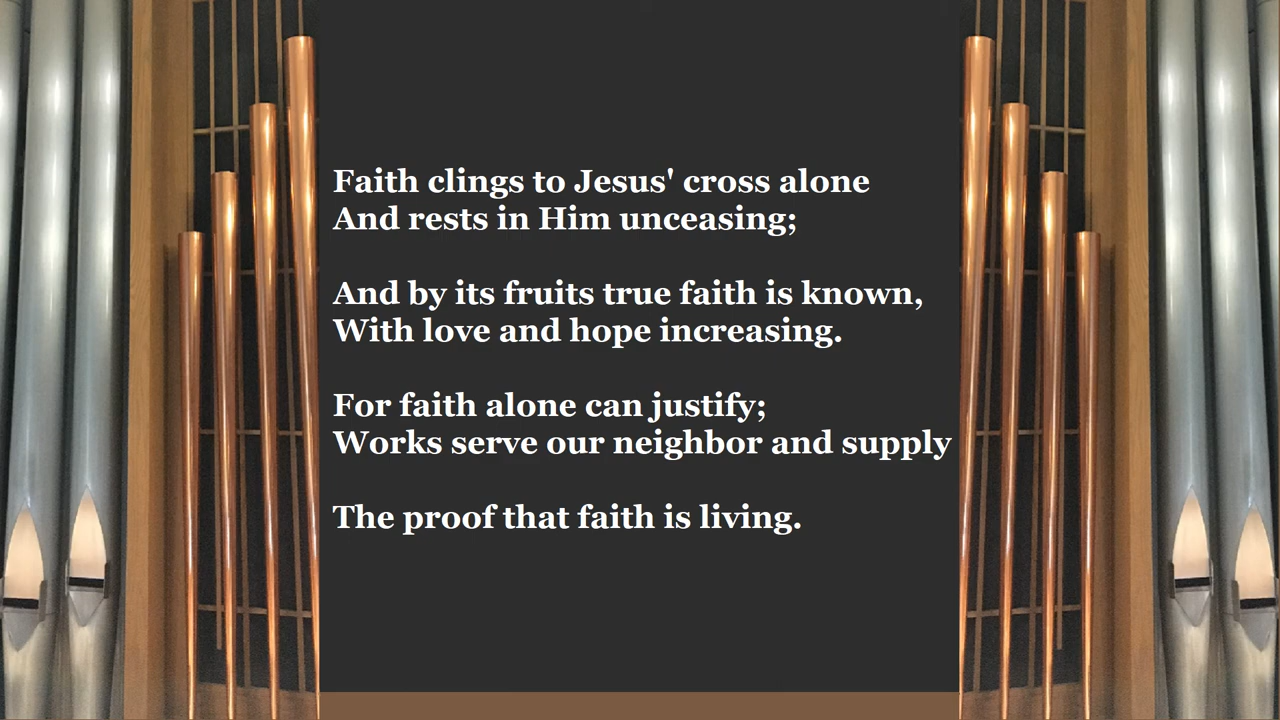 Faith clings to Jesus' cross alone
And rests in Him unceasing;
And by its fruits true faith is known,
With love and hope increasing.
For faith alone can justify;
Works serve our neighbor and supply
The proof that faith is living.